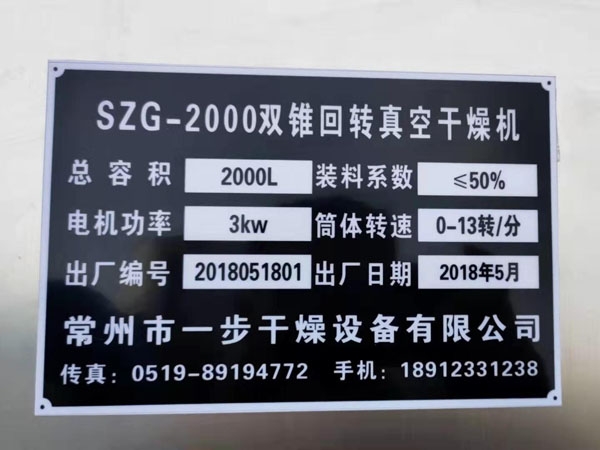 SZG-2000双锥回转真空干燥机
总容积 2000L 装料系数 ≤50%
电机功率 3kw 筒体转速 0-13转/分
出厂编号 2018051801 出厂日期 2018年5月
常州市一步干燥设备有限公司
传真：0519-89194772 手机：18912331238